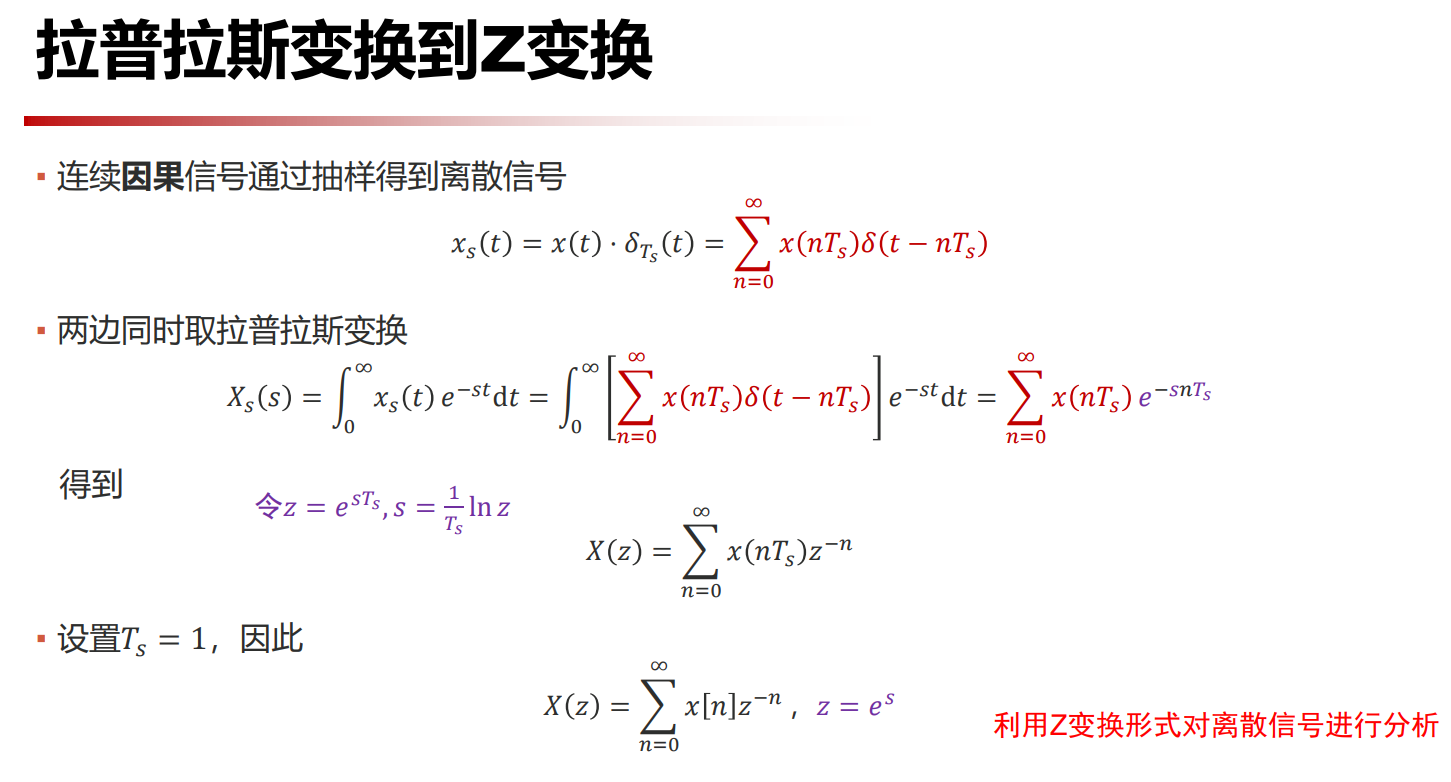 拉普拉斯变换到Z变换
▪ 连续因果信号通过抽样得到离散信号
$x_s(t) = x(t) \cdot \delta_{T_s}(t) = \sum_{n=0}^{\infty} x(nT_s)\delta(t - nT_s)$
▪ 两边同时取拉普拉斯变换
$X_s(s) = \int_0^{\infty} x_s(t) e^{-st} \mathrm{d}t = \int_0^{\infty} \left[ \sum_{n=0}^{\infty} x(nT_s)\delta(t - nT_s) \right] e^{-st} \mathrm{d}t = \sum_{n=0}^{\infty} x(nT_s) e^{-snT_s}$
得到
令$z = e^{sT_s}, s = \frac{1}{T_s} \ln z$
$X(z) = \sum_{n=0}^{\infty} x(nT_s) z^{-n}$
▪ 设置$T_s = 1$，因此
$X(z) = \sum_{n=0}^{\infty} x[n] z^{-n}$ , $z = e^s$
利用Z变换形式对离散信号进行分析